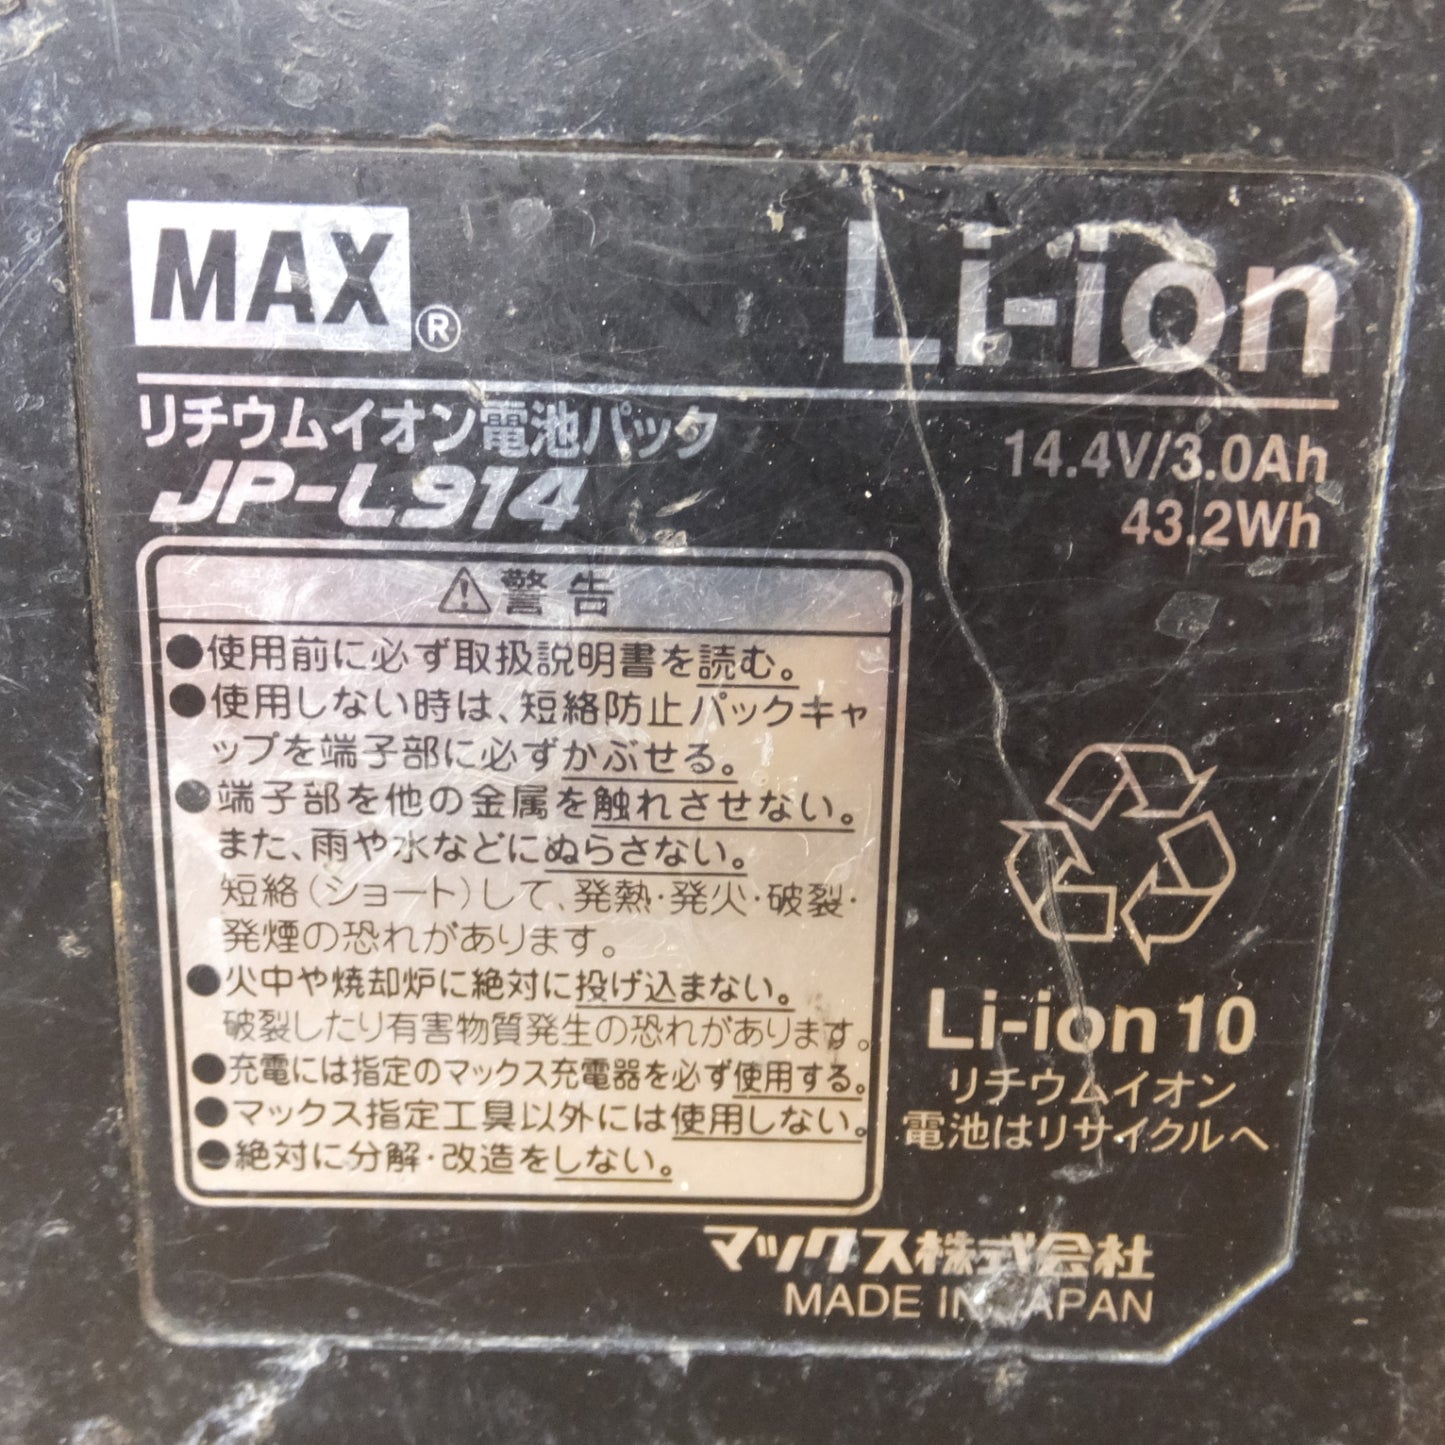 MAX®
Li-ion
リチウムイオン電池パック
JP-L914
14.4V/3.0Ah
43.2Wh
⚠警告
●使用前に必ず取扱説明書を読む。
●使用しない時は、短絡防止パックキャ
ップを端子部に必ずかぶせる。
●端子部を他の金属を触れさせない。
また、雨や水などにぬらさない。
短絡(ショート)して、発熱・発火・破裂・
発煙の恐れがあります。
●火中や焼却炉に絶対に投げ込まない。
破裂したり有害物質発生の恐れがあります。
●充電には指定のマックス充電器を必ず使用する。
●マックス指定工具以外には使用しない。
●絶対に分解・改造をしない。
Li-ion 10
リチウムイオン
電池はリサイクルへ
マックス株式会社
MADE IN JAPAN